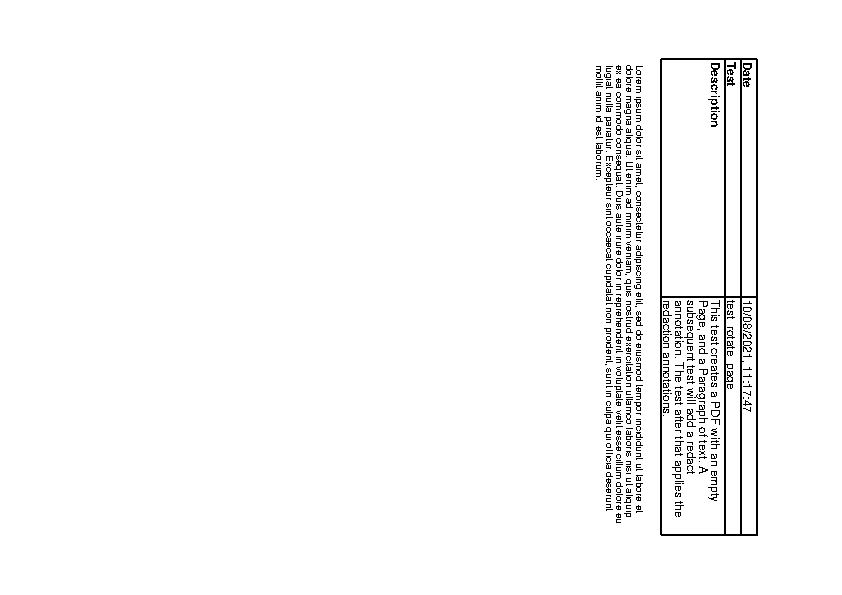 Date 10/08/2021, 11:17:47
Test test_rotate_page
Description This test creates a PDF with an empty
Page, and a Paragraph of text. A
subsequent test will add a redact
annotation. The test after that applies the
redaction annotations.
Lorem ipsum dolor sit amet, consectetur adipiscing elit, sed do eiusmod tempor incididunt ut labore et
dolore magna aliqua. Ut enim ad minim veniam, quis nostrud exercitation ullamco laboris nisi ut aliquip
ex ea commodo consequat. Duis aute irure dolor in reprehenderit in voluptate velit esse cillum dolore eu
fugiat nulla pariatur. Excepteur sint occaecat cupidatat non proident, sunt in culpa qui officia deserunt
mollit anim id est laborum.